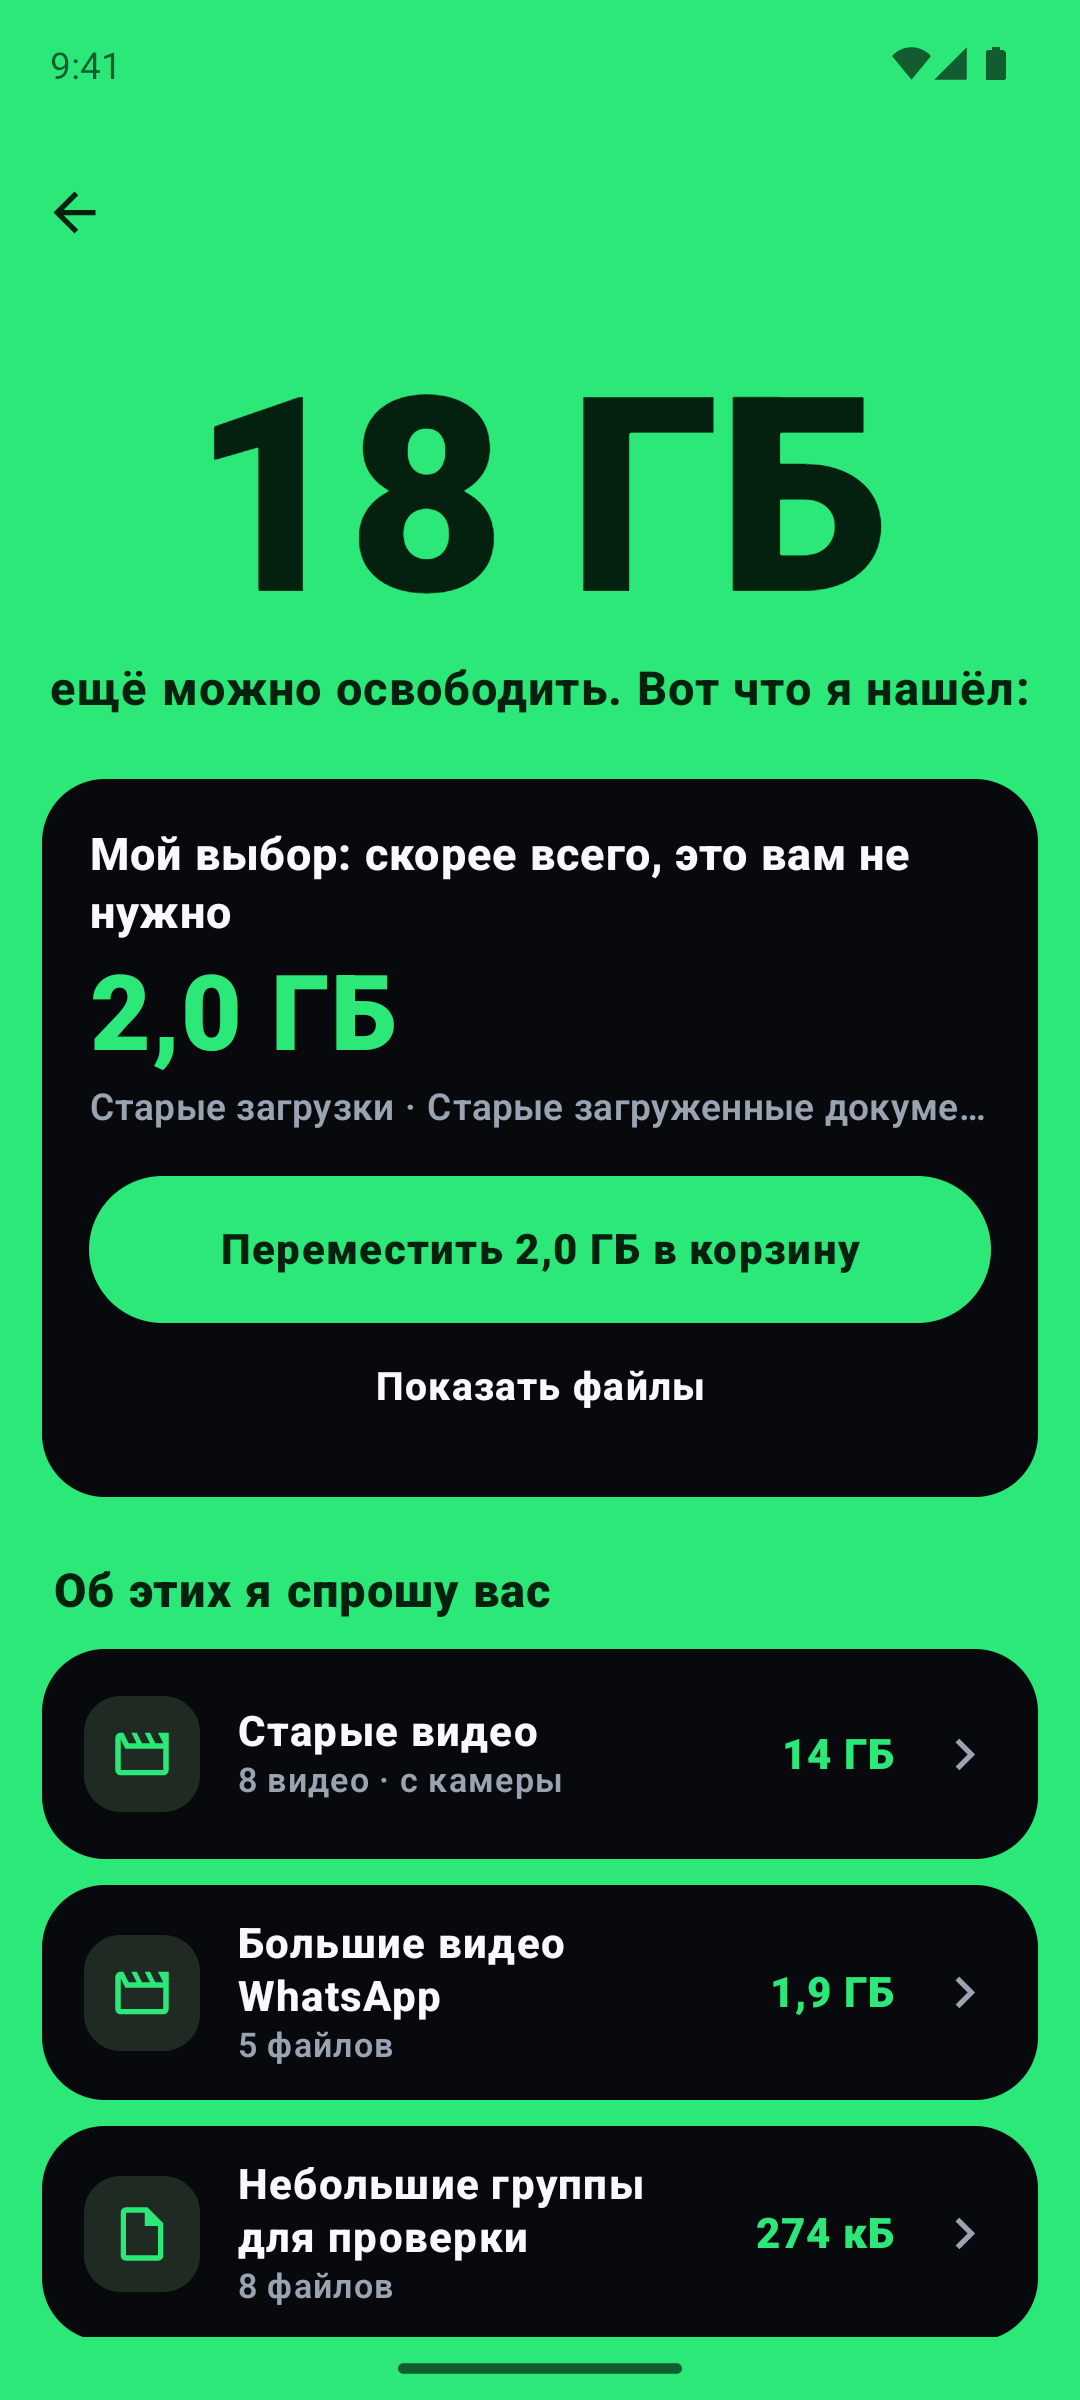 9:41
18 ГБ
ещё можно освободить. Вот что я нашёл:
Мой выбор: скорее всего, это вам не
нужно
2,0 ГБ
Старые загрузки · Старые загруженные докуме…
Переместить 2,0 ГБ в корзину
Показать файлы
Об этих я спрошу вас
Старые видео
8 видео · с камеры
14 ГБ
Большие видео
WhatsApp
5 файлов
1,9 ГБ
Небольшие группы
для проверки
8 файлов
274 кБ